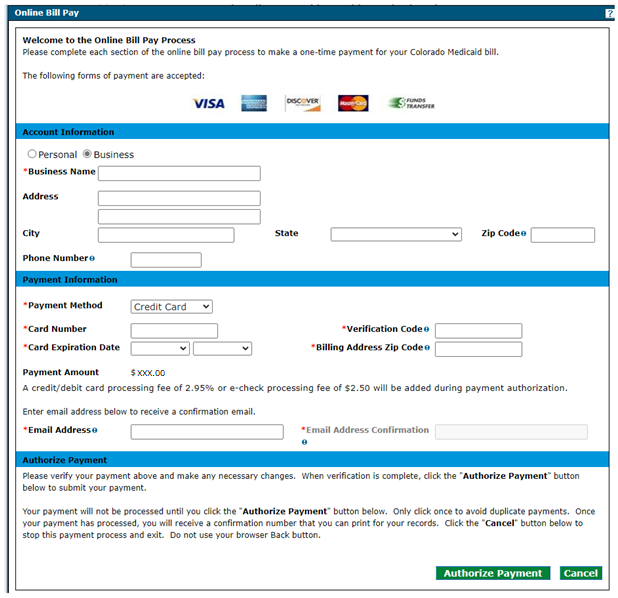 Online Bill Pay
?
Welcome to the Online Bill Pay Process
Please complete each section of the online bill pay process to make a one-time payment for your Colorado Medicaid bill.
The following forms of payment are accepted:
VISA DISCOVER MasterCard $ FUNDS TRANSFER
Account Information
Personal Business
*Business Name
Address
City State Zip Code
Phone Number
Payment Information
*Payment Method Credit Card
*Card Number *Verification Code
*Card Expiration Date *Billing Address Zip Code
Payment Amount $XXX.00
A credit/debit card processing fee of 2.95% or e-check processing fee of $2.50 will be added during payment authorization.
Enter email address below to receive a confirmation email.
*Email Address *Email Address Confirmation
Authorize Payment
Please verify your payment above and make any necessary changes. When verification is complete, click the "Authorize Payment" button
below to submit your payment.
Your payment will not be processed until you click the "Authorize Payment" button below. Only click once to avoid duplicate payments. Once
your payment has processed, you will receive a confirmation number that you can print for your records. Click the "Cancel" button below to
stop this payment process and exit. Do not use your browser Back button.
Authorize Payment Cancel